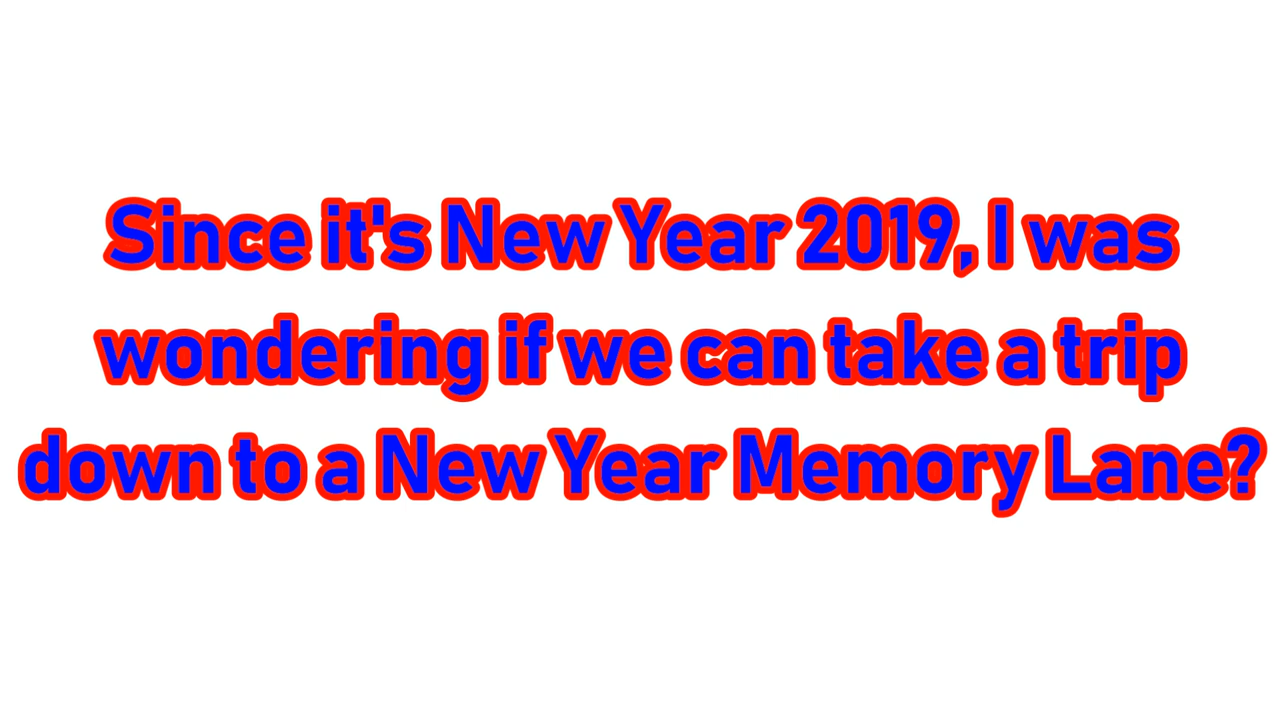 Since it's New Year 2019, I was
wondering if we can take a trip
down to a New Year Memory Lane?